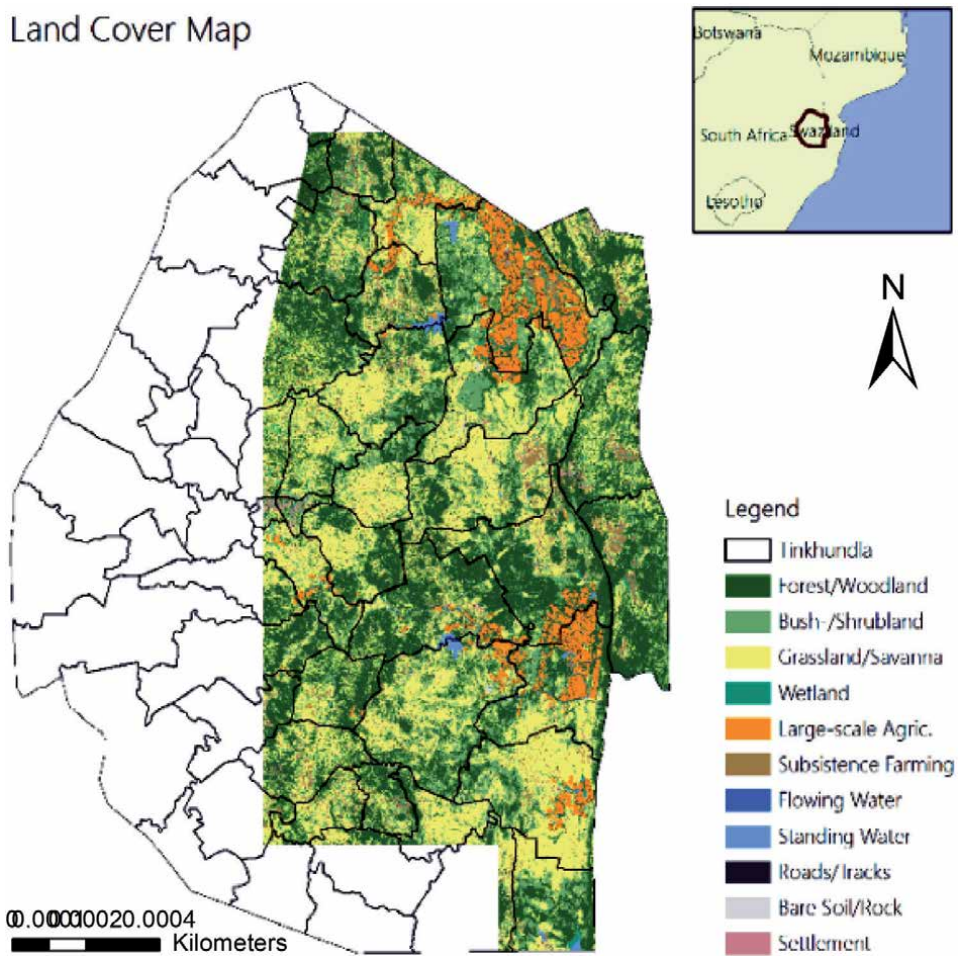 Land Cover Map
Botswana
Mozambique
South Africa
Swaziland
Lesotho
N
Legend
Tinkhundla
Forest/Woodland
Bush-/Shrubland
Grassland/Savanna
Wetland
Large-scale Agric.
Subsistence Farming
Flowing Water
Standing Water
Roads/Tracks
Bare Soil/Rock
Settlement
Kilometers